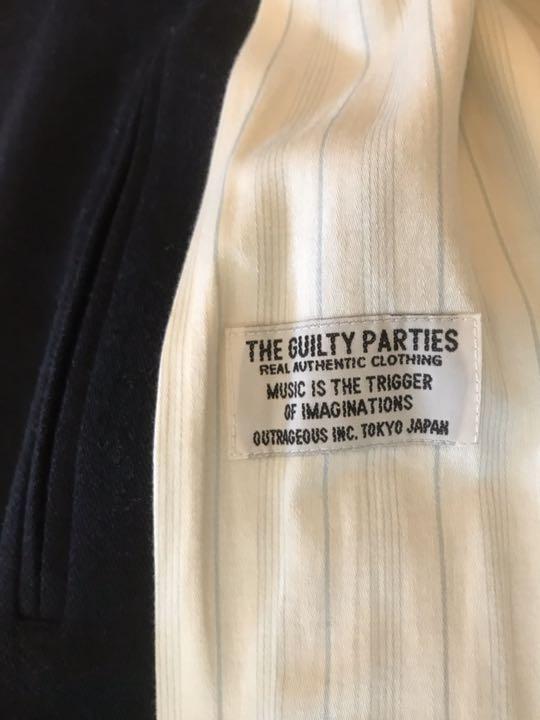 THE GUILTY PARTIES
REAL AUTHENTIC CLOTHING
MUSIC IS THE TRIGGER
OF IMAGINATIONS
OUTRAGEOUS INC. TOKYO JAPAN